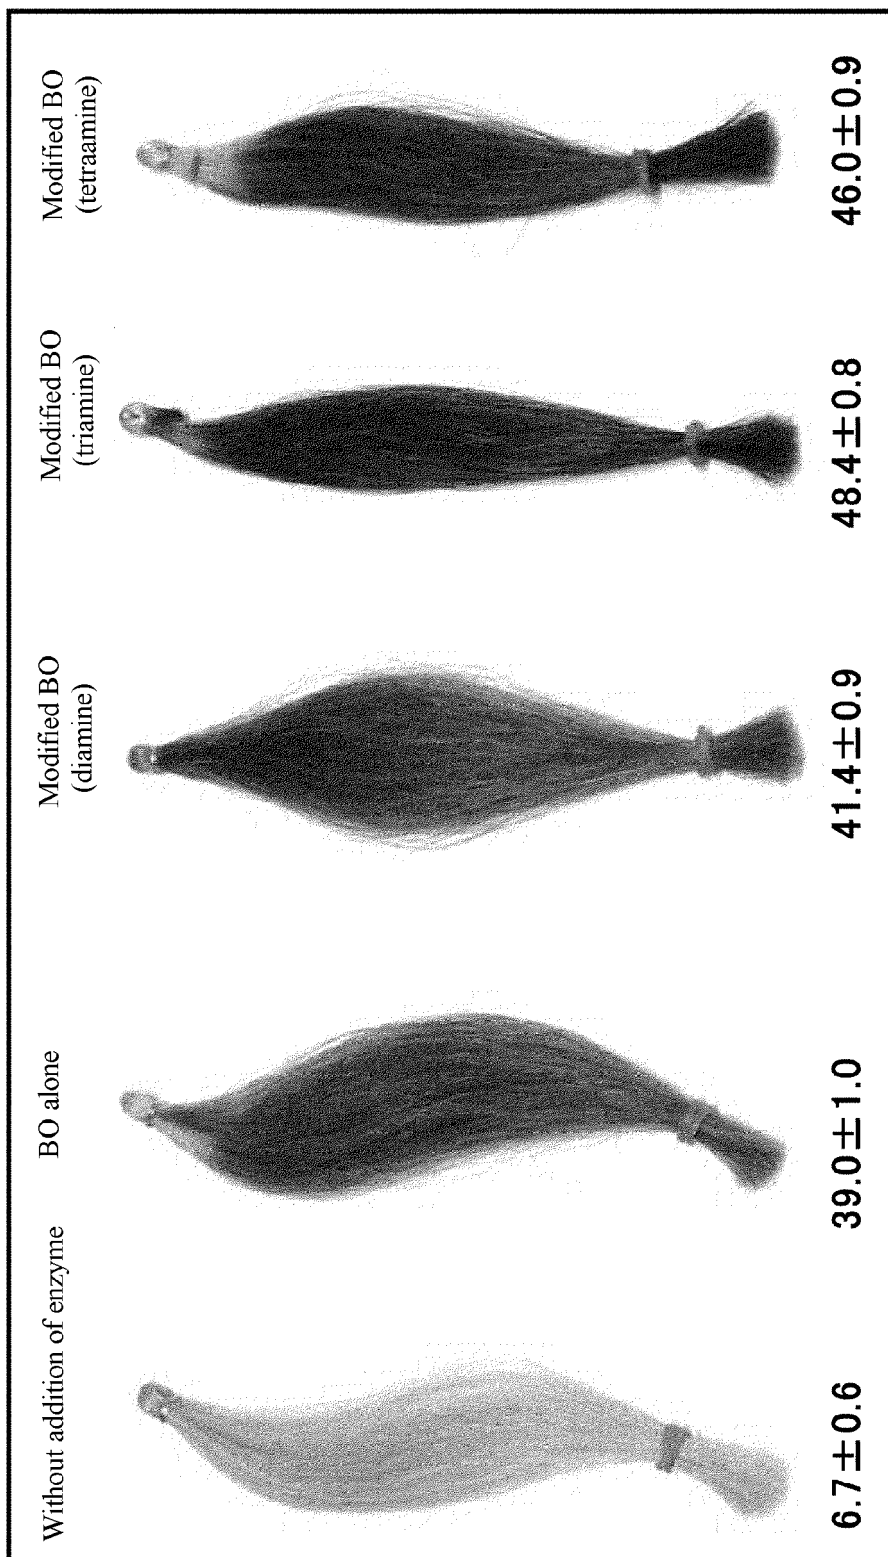 Without addition of enzyme
BO alone
Modified BO
(diamine)
Modified BO
(triamine)
Modified BO
(tetraamine)
6.7±0.6
39.0±1.0
41.4±0.9
48.4±0.8
46.0±0.9